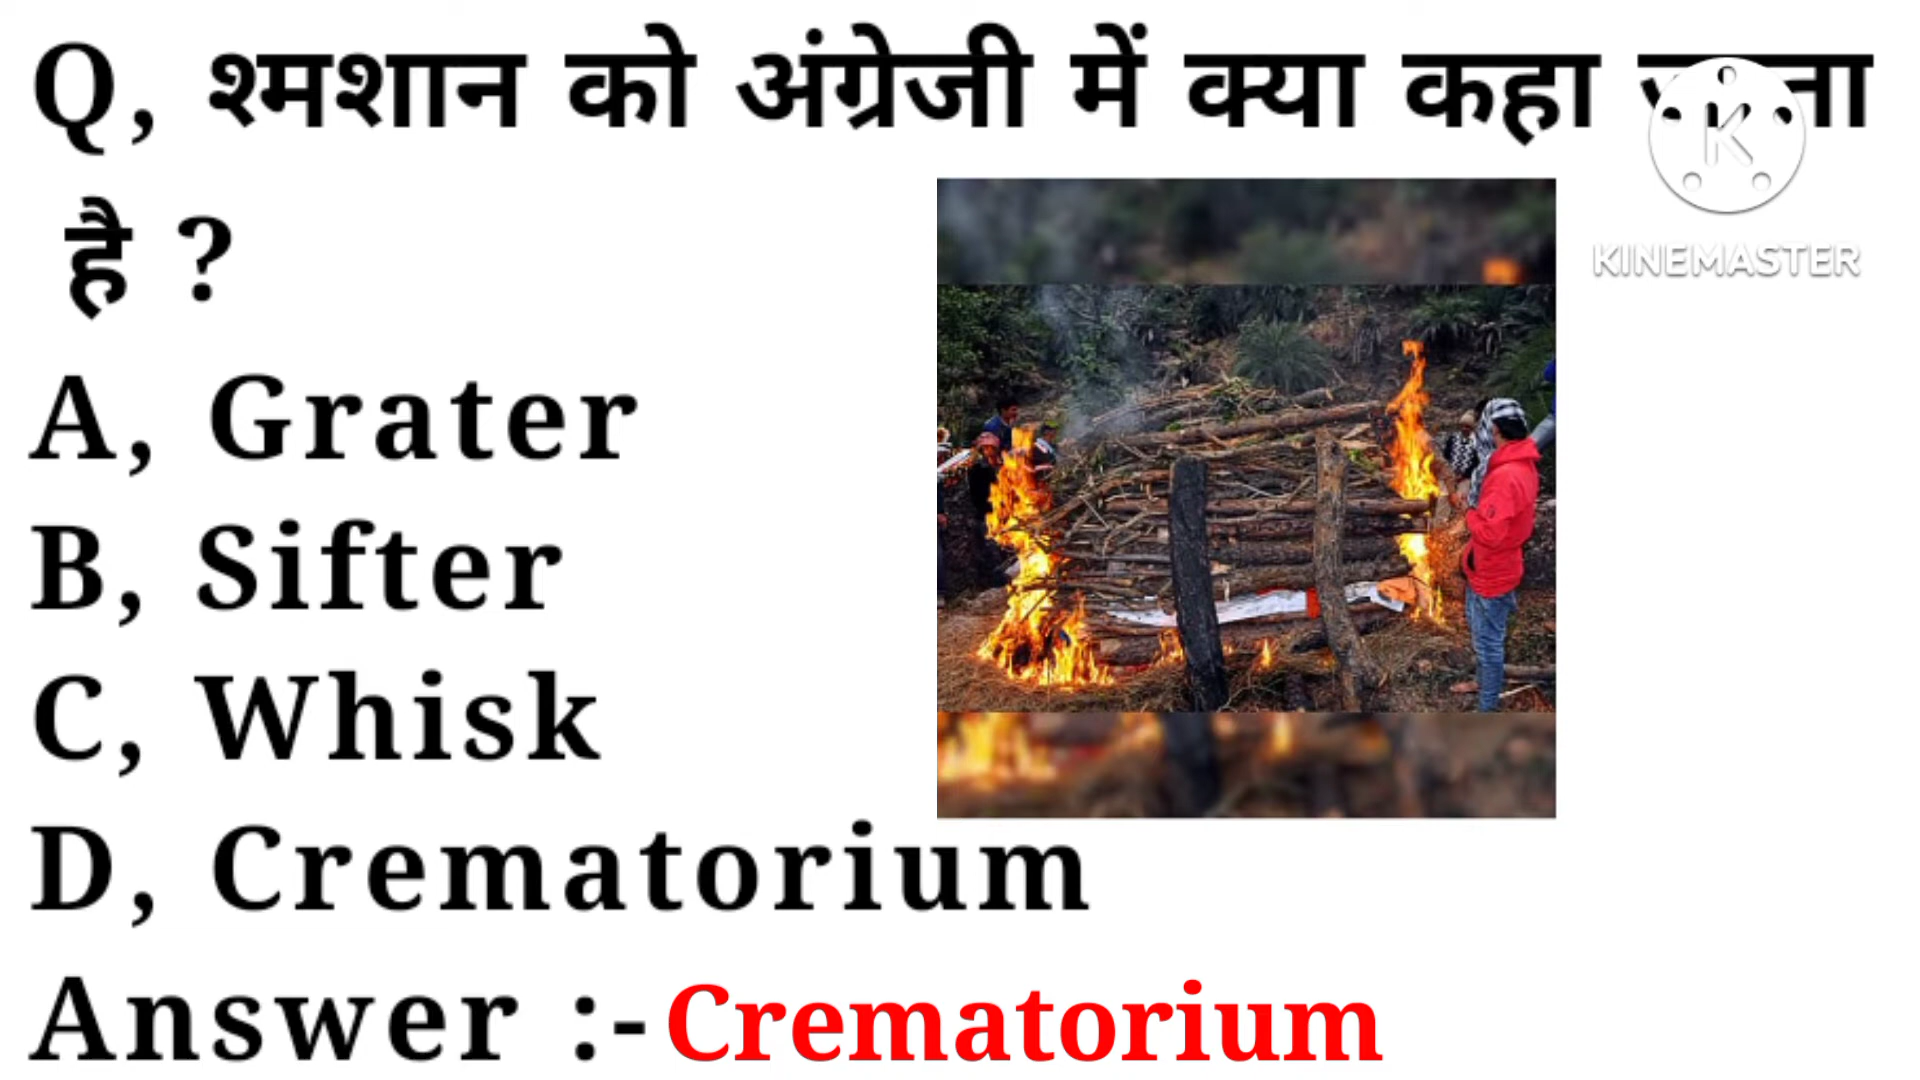 Q, श्मशान को अंग्रेजी में क्या कहा
है ?
A, Grater
B, Sifter
C, Whisk
D, Crematorium
Answer :- Crematorium
K
KINEMASTER